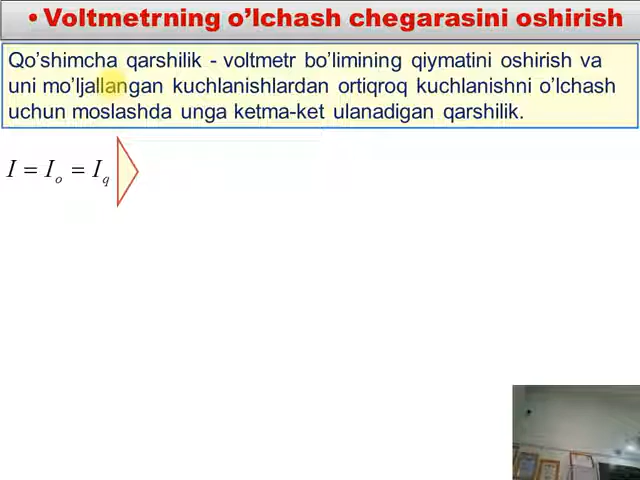 • Voltmetrning o’lchash chegarasini oshirish
Qo’shimcha qarshilik - voltmetr bo’limining qiymatini oshirish va
uni mo’ljallangan kuchlanishlardan ortiqroq kuchlanishni o’lchash
uchun moslashda unga ketma-ket ulanadigan qarshilik.
I = Iₒ = I_q